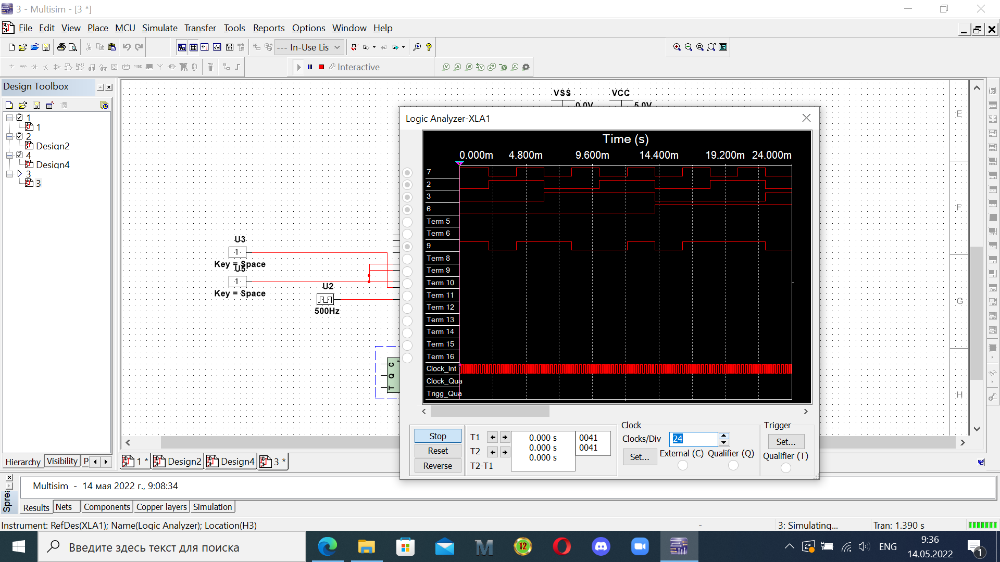 3 - Multisim - [3 *]
File Edit View Place MCU Simulate Transfer Tools Reports Options Window Help
--- In-Use Lis
Interactive
Design Toolbox
1
1
2
Design2
4
Design4
3
3
Hierarchy Visibility P
VSS VCC
0.0V 5.0V
E
F
G
H
U3
1
Key = Space
U5
1
Key = Space
U2
500Hz
C
Q
T
Logic Analyzer-XLA1
Time (s)
0.000m 4.800m 9.600m 14.400m 19.200m 24.000m
7
2
3
6
Term 5
Term 6
9
Term 8
Term 9
Term 10
Term 11
Term 12
Term 13
Term 14
Term 15
Term 16
Clock_Int
Clock_Qua
Trigg_Qua
Stop
Reset
Reverse
T1 0.000 s 0041
T2 0.000 s 0041
T2-T1 0.000 s
Clock
Clocks/Div 24
Set... External (C) Qualifier (Q)
Trigger
Set...
Qualifier (T)
1 * Design2 Design4 3 *
Spre
Multisim - 14 мая 2022 г., 9:08:34
Results Nets Components Copper layers Simulation
Instrument: RefDes(XLA1); Name(Logic Analyzer); Location(H3) - 3: Simulating... Tran: 1.390 s
Введите здесь текст для поиска
12
ENG
9:36
14.05.2022
1